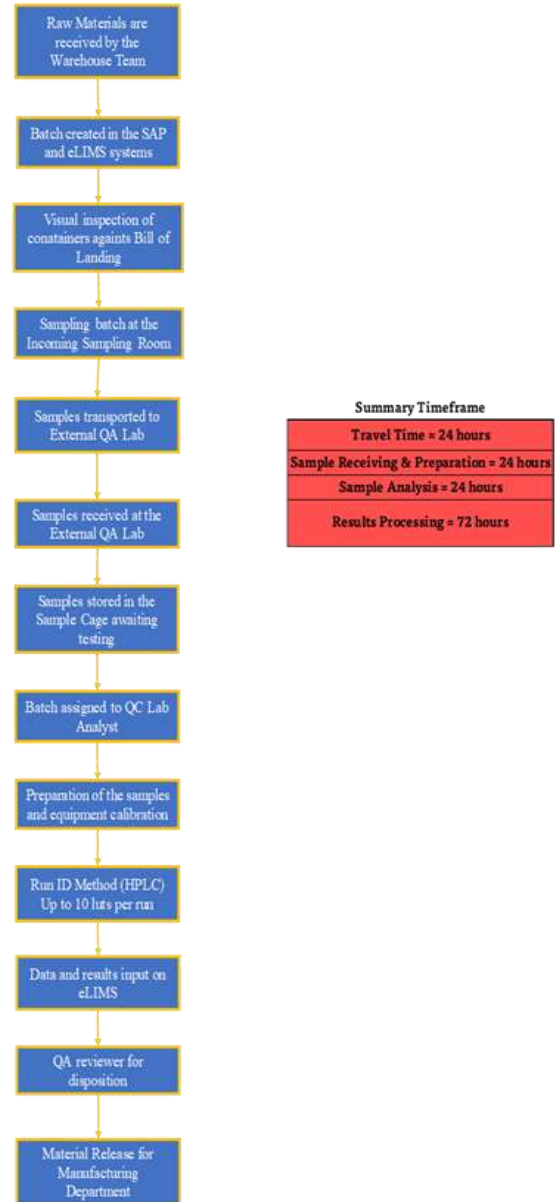 Raw Materials are
received by the
Warehouse Team
Batch created in the SAP
and eLIMS systems
Visual inspection of
conatainers againts Bill of
Landing
Sampling batch at the
Incoming Sampling Room
Samples transported to
External QA Lab
Samples received at the
External QA Lab
Samples stored in the
Sample Cage awaiting
testing
Batch assigned to QC Lab
Analyst
Preparation of the samples
and equipment calibration
Run ID Method (HPLC)
Up to 10 luts per run
Data and results input on
eLIMS
QA reviewer for
disposition
Material Release for
Manufacturing
Department
Summary Timeframe
Travel Time = 24 hours
Sample Receiving & Preparation = 24 hours
Sample Analysis = 24 hours
Results Processing = 72 hours